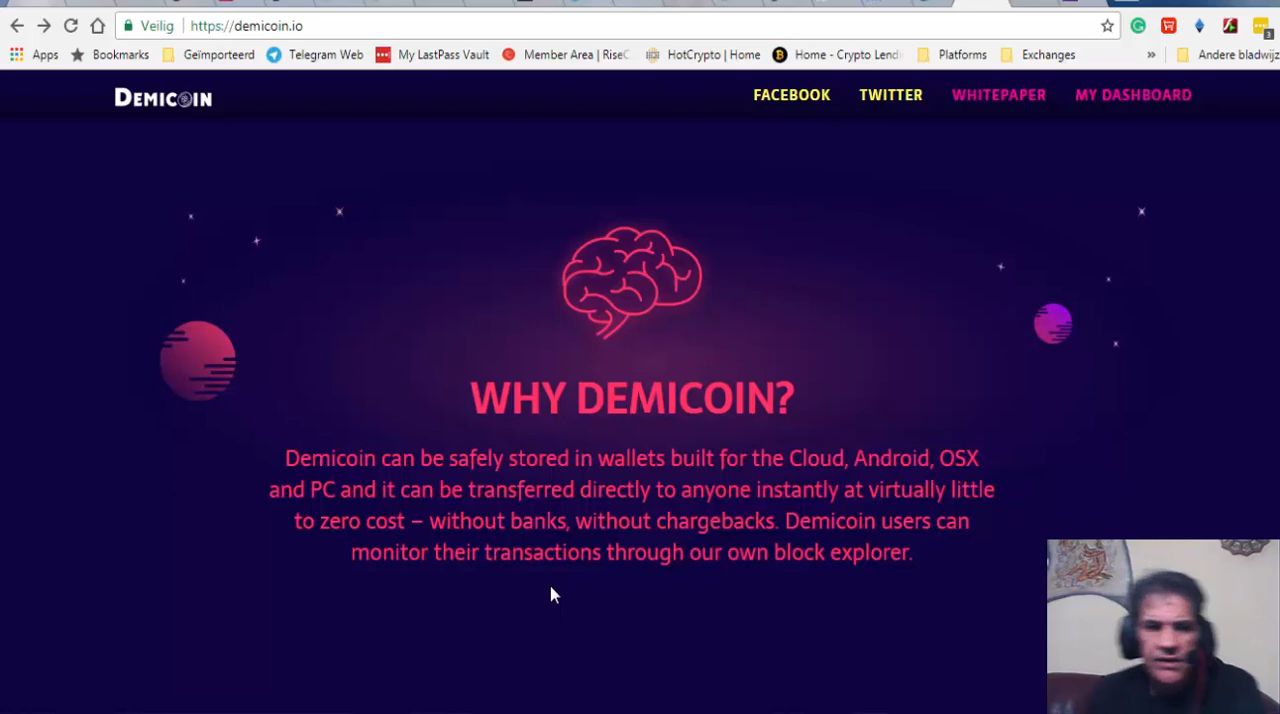 Veilig
https://demicoin.io
Apps
Bookmarks
Geïmporteerd
Telegram Web
My LastPass Vault
Member Area | RiseC
HotCrypto | Home
Home - Crypto Lend
Platforms
Exchanges
»
Andere bladwijz
3
DEMICOIN
FACEBOOK
TWITTER
WHITEPAPER
MY DASHBOARD
WHY DEMICOIN?
Demicoin can be safely stored in wallets built for the Cloud, Android, OSX
and PC and it can be transferred directly to anyone instantly at virtually little
to zero cost – without banks, without chargebacks. Demicoin users can
monitor their transactions through our own block explorer.